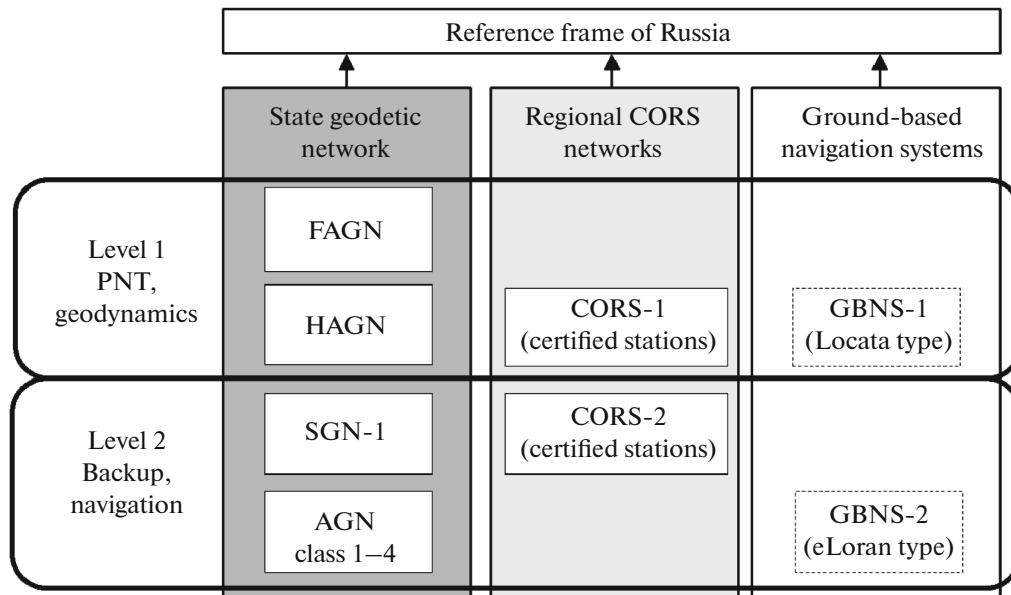 Reference frame of Russia
State geodetic
network
Regional CORS
networks
Ground-based
navigation systems
Level 1
PNT,
geodynamics
FAGN
HAGN
CORS-1
(certified stations)
GBNS-1
(Locata type)
Level 2
Backup,
navigation
SGN-1
CORS-2
(certified stations)
AGN
class 1–4
GBNS-2
(eLoran type)